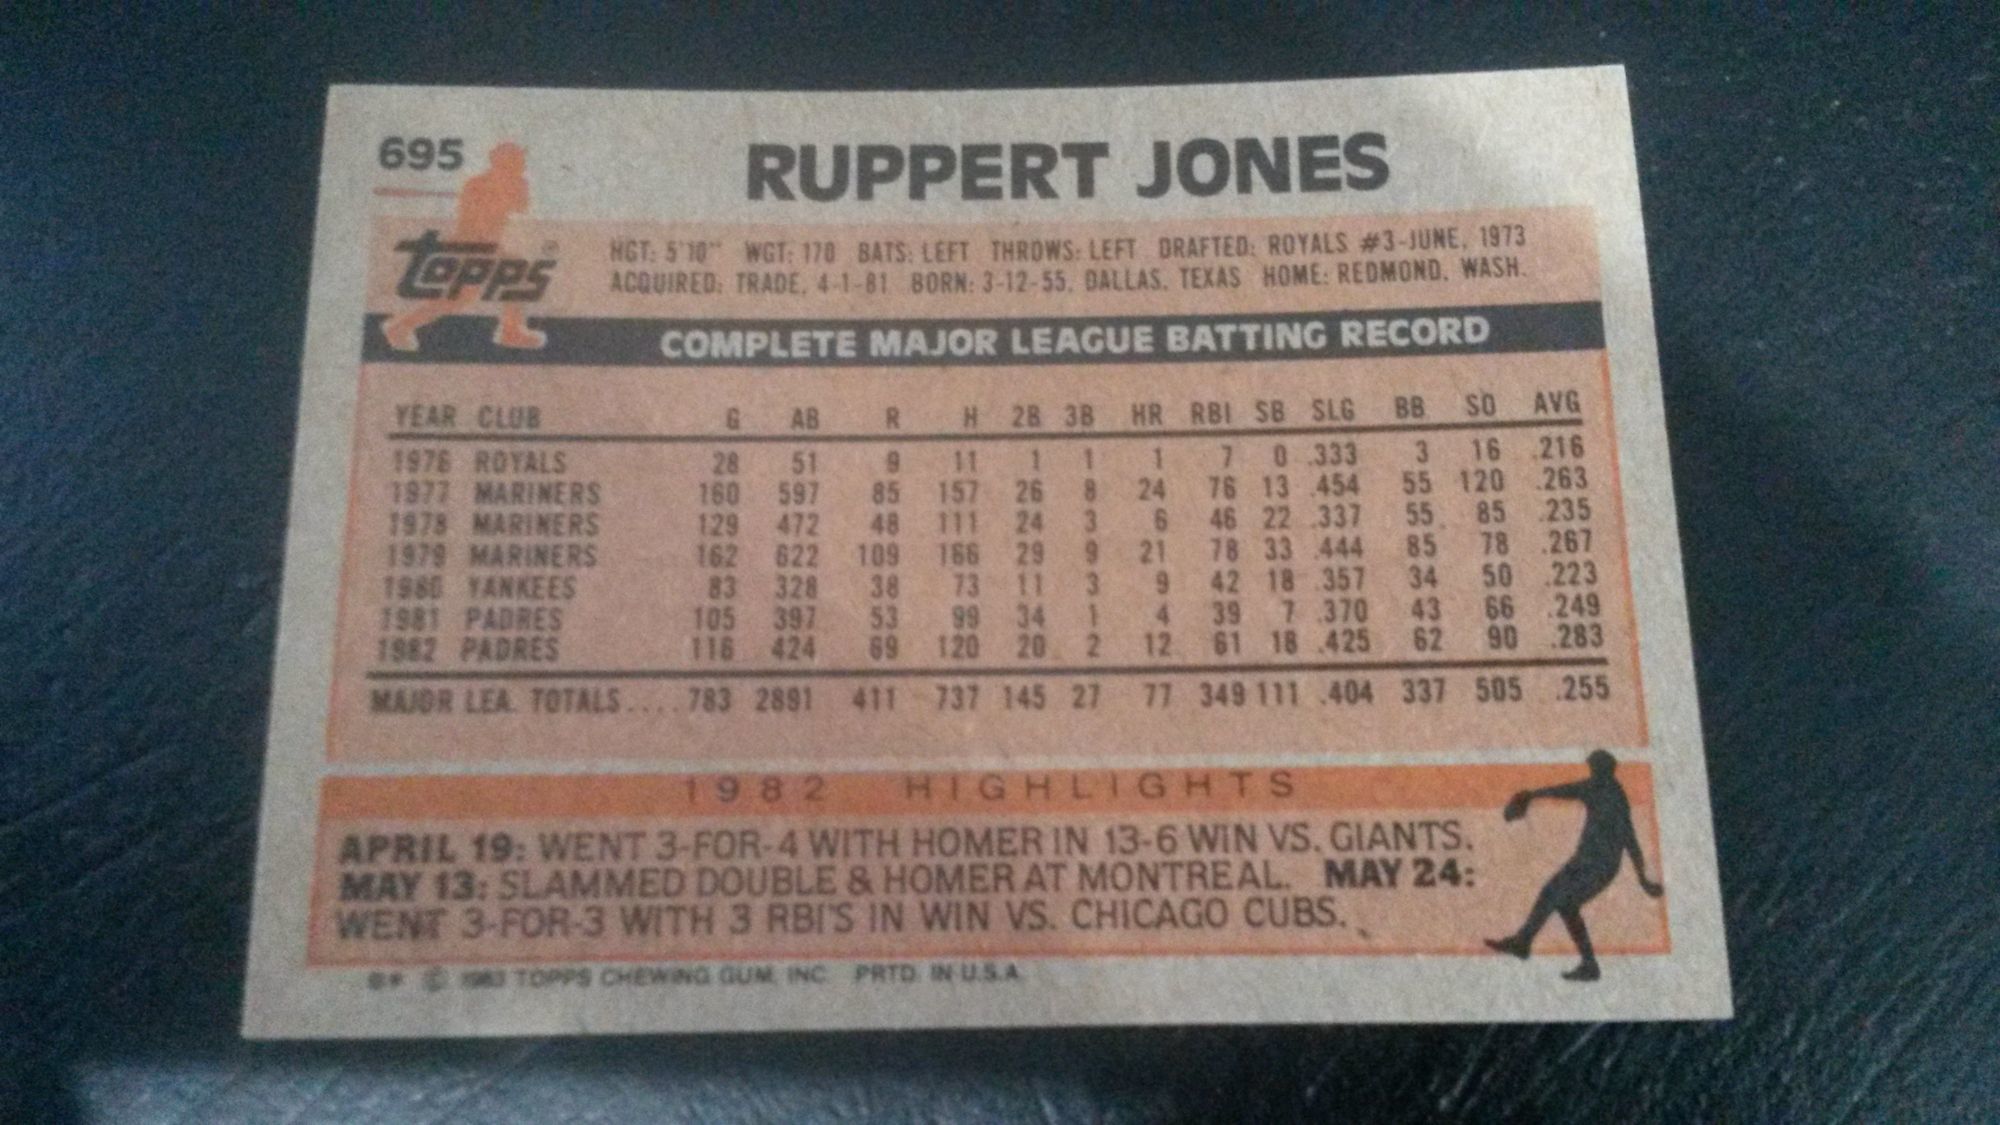 695
RUPPERT JONES
Topps®
HGT: 5'10" WGT: 170 BATS: LEFT THROWS: LEFT DRAFTED: ROYALS #3-JUNE, 1973
ACQUIRED: TRADE, 4-1-81 BORN: 3-12-55, DALLAS, TEXAS HOME: REDMOND, WASH.
COMPLETE MAJOR LEAGUE BATTING RECORD
YEAR CLUB G AB R H 2B 3B HR RBI SB SLG BB SO AVG
1976 ROYALS 28 51 9 11 1 1 1 7 0 .333 3 16 .216
1977 MARINERS 160 597 85 157 26 8 24 76 13 .454 55 120 .263
1978 MARINERS 129 472 48 111 24 3 6 46 22 .337 55 85 .235
1979 MARINERS 162 622 109 166 29 9 21 78 33 .444 85 78 .267
1980 YANKEES 83 328 38 73 11 3 9 42 18 .357 34 50 .223
1981 PADRES 105 397 53 99 34 1 4 39 7 .370 43 66 .249
1982 PADRES 116 424 69 120 20 2 12 61 18 .425 62 90 .283
MAJOR LEA. TOTALS.... 783 2891 411 737 145 27 77 349 111 .404 337 505 .255
1982 HIGHLIGHTS
APRIL 19: WENT 3-FOR-4 WITH HOMER IN 13-6 WIN VS. GIANTS.
MAY 13: SLAMMED DOUBLE & HOMER AT MONTREAL. MAY 24:
WENT 3-FOR-3 WITH 3 RBI'S IN WIN VS. CHICAGO CUBS.
© 1983 TOPPS CHEWING GUM, INC. PRTD. IN U.S.A.